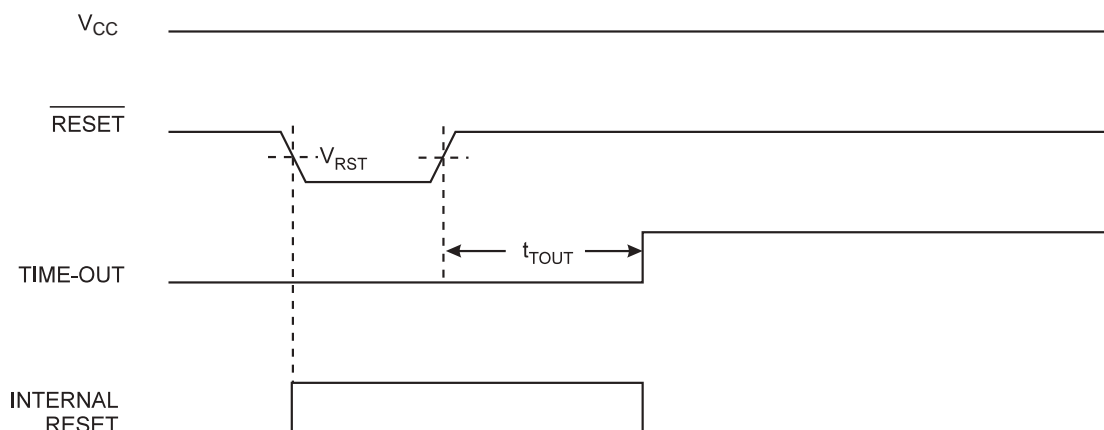 VCC
RESET
VRST
tTOUT
TIME-OUT
INTERNAL
RESET